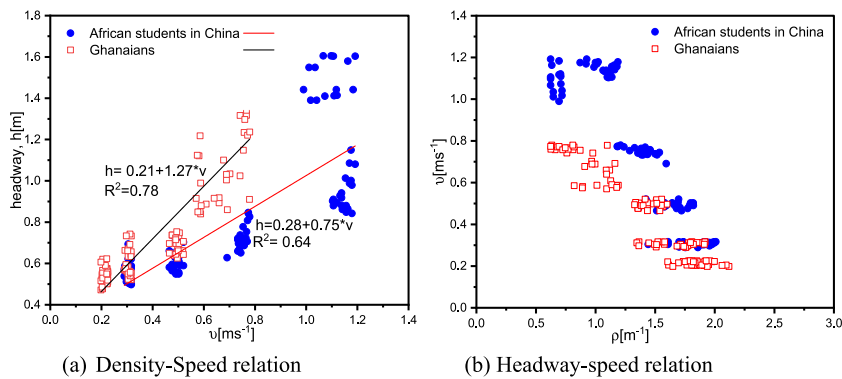 African students in China
Ghanaians
h= 0.21+1.27*v
R²=0.78
h=0.28+0.75*v
R²= 0.64
headway, h[m]
1.8
1.6
1.4
1.2
1.0
0.8
0.6
0.4
0.0 0.2 0.4 0.6 0.8 1.0 1.2 1.4
υ[ms⁻¹]
(a) Density-Speed relation
African students in China
Ghanaians
υ[ms⁻¹]
1.4
1.2
1.0
0.8
0.6
0.4
0.2
0.0
0.0 0.5 1.0 1.5 2.0 2.5 3.0
ρ[m⁻¹]
(b) Headway-speed relation